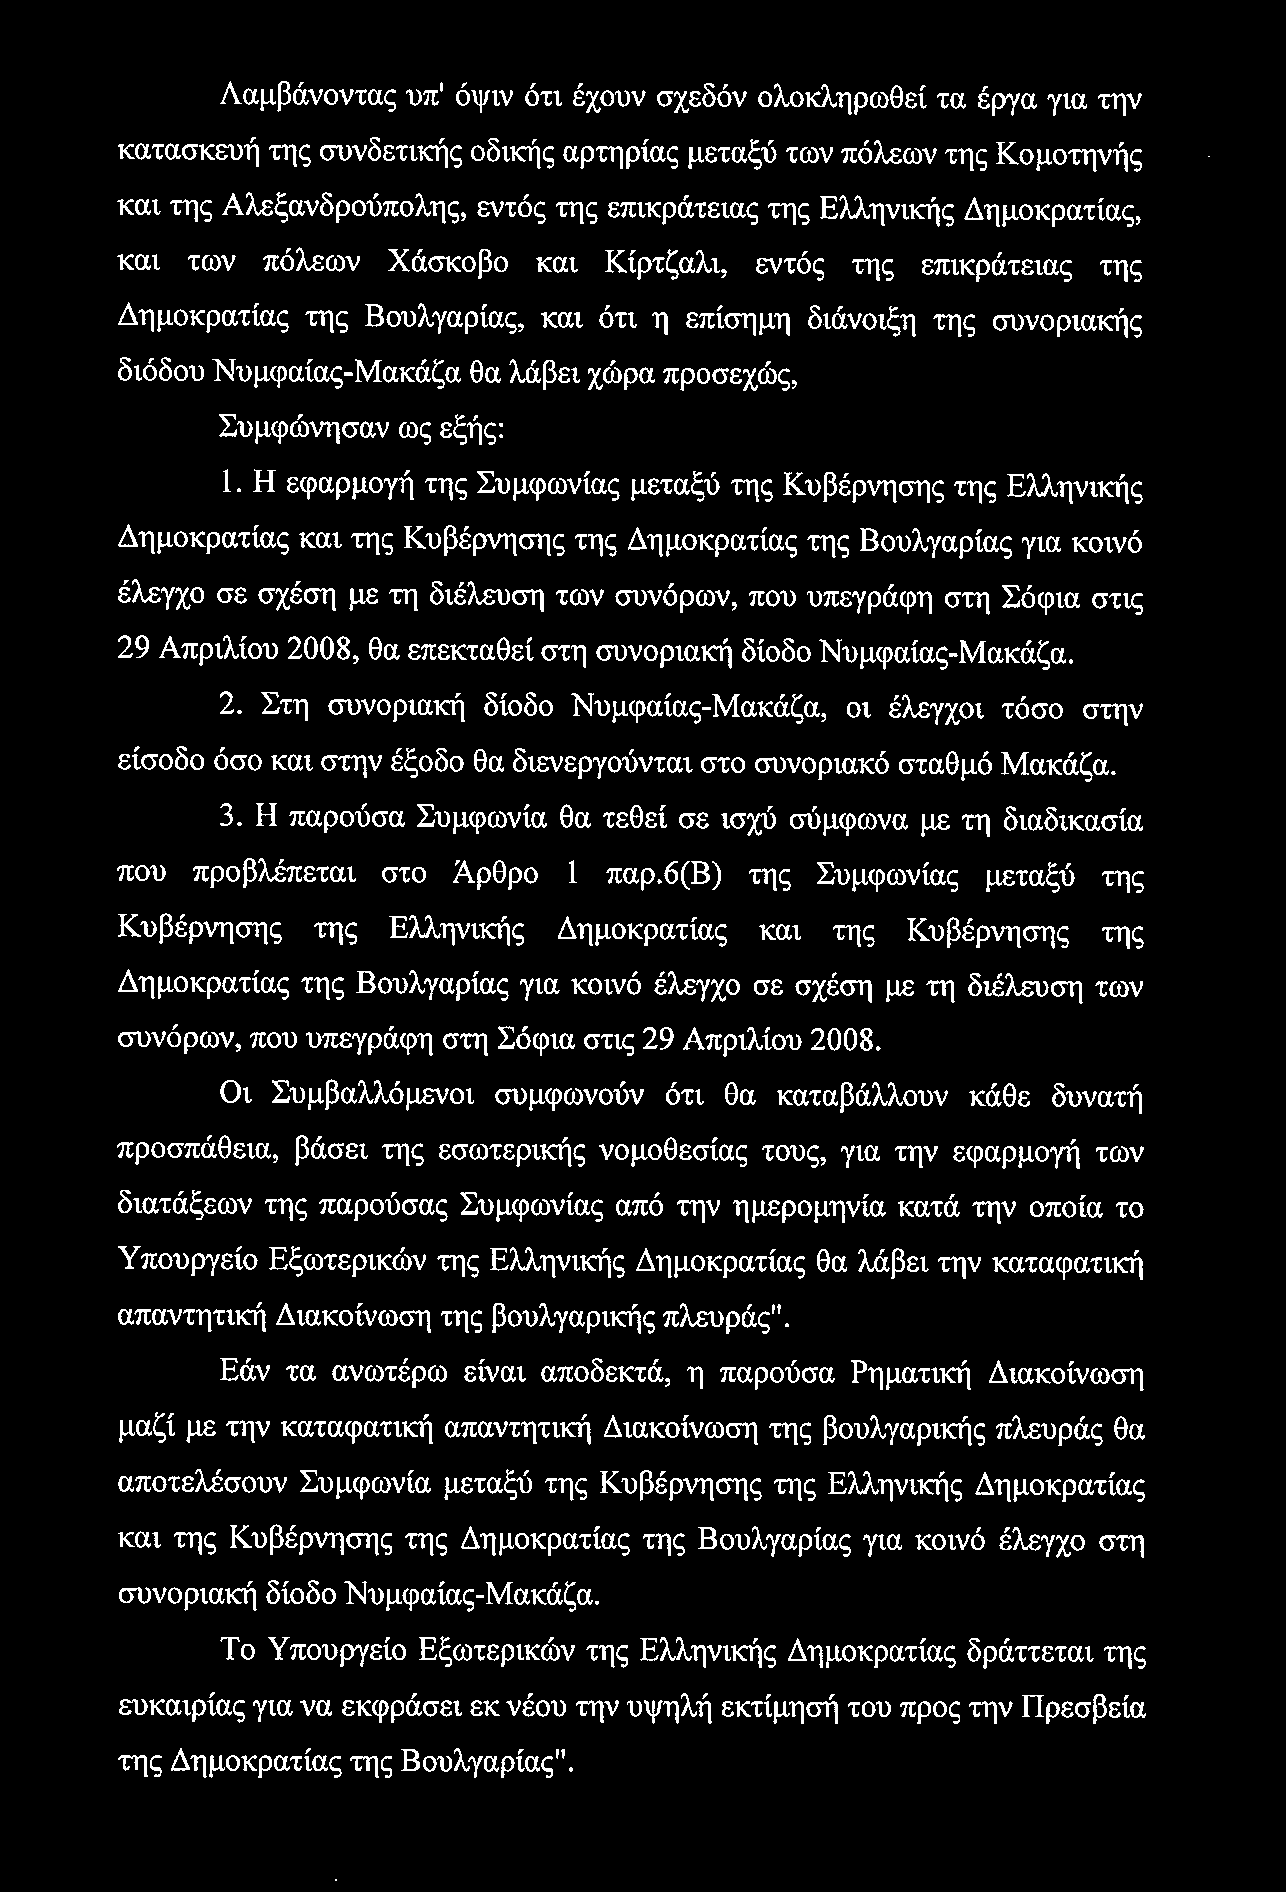 Λαμβάνοντας υπ' όψιν ότι έχουν σχεδόν ολοκληρωθεί τα έργα για την
κατασκευή της συνδετικής οδικής αρτηρίας μεταξύ των πόλεων της Κομοτηνής
και της Αλεξανδρούπολης, εντός της επικράτειας της Ελληνικής Δημοκρατίας,
και των πόλεων Χάσκοβο και Κίρτζαλι, εντός της επικράτειας της
Δημοκρατίας της Βουλγαρίας, και ότι η επίσημη διάνοιξη της συνοριακής
διόδου Νυμφαίας-Μακάζα θα λάβει χώρα προσεχώς,
Συμφώνησαν ως εξής:
1. Η εφαρμογή της Συμφωνίας μεταξύ της Κυβέρνησης της Ελληνικής
Δημοκρατίας και της Κυβέρνησης της Δημοκρατίας της Βουλγαρίας για κοινό
έλεγχο σε σχέση με τη διέλευση των συνόρων, που υπεγράφη στη Σόφια στις
29 Απριλίου 2008, θα επεκταθεί στη συνοριακή δίοδο Νυμφαίας-Μακάζα.
2. Στη συνοριακή δίοδο Νυμφαίας-Μακάζα, οι έλεγχοι τόσο στην
είσοδο όσο και στην έξοδο θα διενεργούνται στο συνοριακό σταθμό Μακάζα.
3. Η παρούσα Συμφωνία θα τεθεί σε ισχύ σύμφωνα με τη διαδικασία
που προβλέπεται στο Άρθρο 1 παρ.6(Β) της Συμφωνίας μεταξύ της
Κυβέρνησης της Ελληνικής Δημοκρατίας και της Κυβέρνησης της
Δημοκρατίας της Βουλγαρίας για κοινό έλεγχο σε σχέση με τη διέλευση των
συνόρων, που υπεγράφη στη Σόφια στις 29 Απριλίου 2008.
Οι Συμβαλλόμενοι συμφωνούν ότι θα καταβάλλουν κάθε δυνατή
προσπάθεια, βάσει της εσωτερικής νομοθεσίας τους, για την εφαρμογή των
διατάξεων της παρούσας Συμφωνίας από την ημερομηνία κατά την οποία το
Υπουργείο Εξωτερικών της Ελληνικής Δημοκρατίας θα λάβει την καταφατική
απαντητική Διακοίνωση της βουλγαρικής πλευράς".
Εάν τα ανωτέρω είναι αποδεκτά, η παρούσα Ρηματική Διακοίνωση
μαζί με την καταφατική απαντητική Διακοίνωση της βουλγαρικής πλευράς θα
αποτελέσουν Συμφωνία μεταξύ της Κυβέρνησης της Ελληνικής Δημοκρατίας
και της Κυβέρνησης της Δημοκρατίας της Βουλγαρίας για κοινό έλεγχο στη
συνοριακή δίοδο Νυμφαίας-Μακάζα.
Το Υπουργείο Εξωτερικών της Ελληνικής Δημοκρατίας δράττεται της
ευκαιρίας για να εκφράσει εκ νέου την υψηλή εκτίμησή του προς την Πρεσβεία
της Δημοκρατίας της Βουλγαρίας".